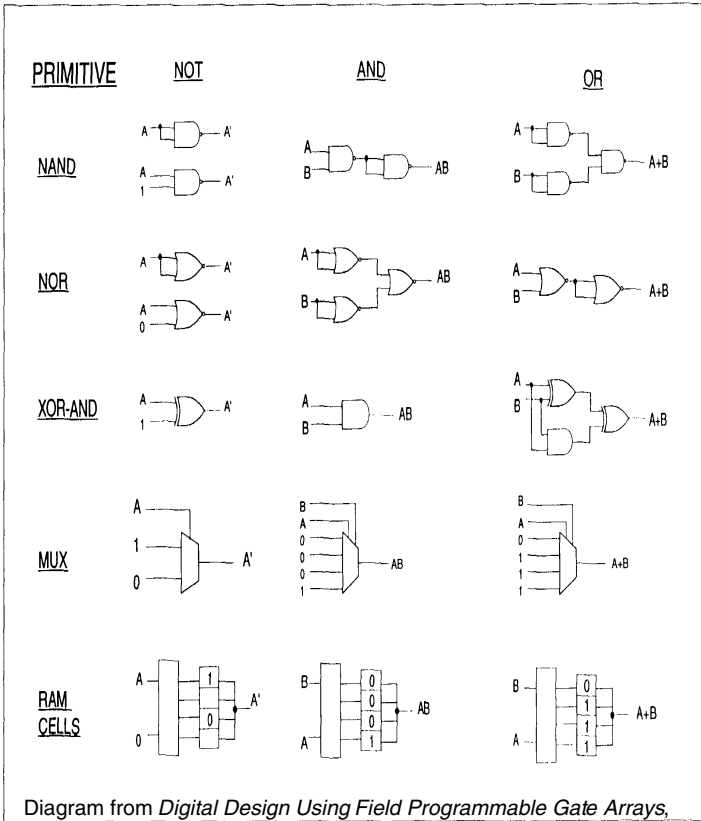 PRIMITIVE NOT AND OR
A A'
NAND
A 1 A'
A B AB
A B A+B
NOR
A A'
A 0 A'
A B AB
A B A+B
XOR-AND
A 1 A'
A B AB
A B A+B
MUX
A 1 0 A'
B A 0 0 0 1 AB
B A 0 1 1 1 A+B
RAM
CELLS
A 0 1 0 A'
B A 0 0 0 1 AB
B A 0 1 1 1 A+B
Diagram from Digital Design Using Field Programmable Gate Arrays,